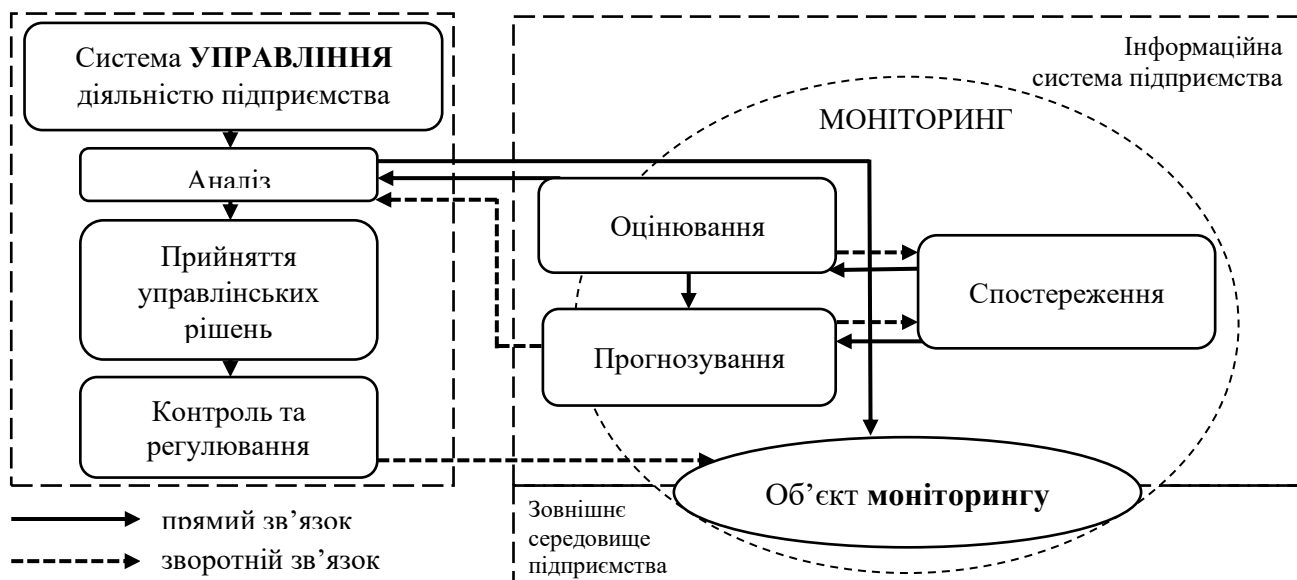 Система УПРАВЛІННЯ
діяльністю підприємства
Аналіз
Прийняття
управлінських
рішень
Контроль та
регулювання
прямий зв’язок
зворотній зв’язок
Інформаційна
система підприємства
МОНІТОРИНГ
Оцінювання
Спостереження
Прогнозування
Об’єкт моніторингу
Зовнішнє
середовище
підприємства